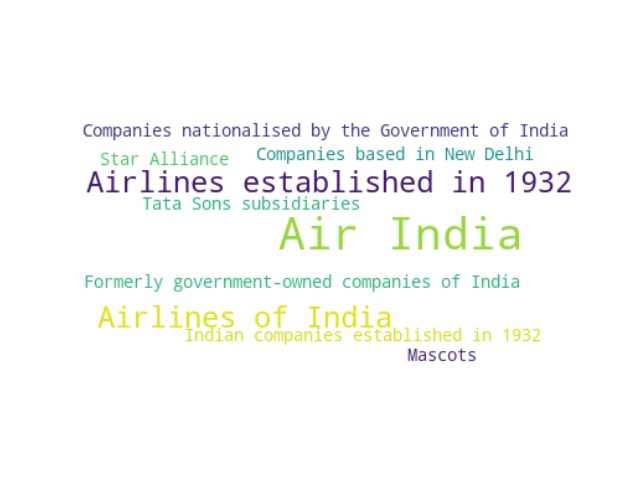 Companies nationalised by the Government of India
Star Alliance
Companies based in New Delhi
Airlines established in 1932
Tata Sons subsidiaries
Air India
Formerly government-owned companies of India
Airlines of India
Indian companies established in 1932
Mascots